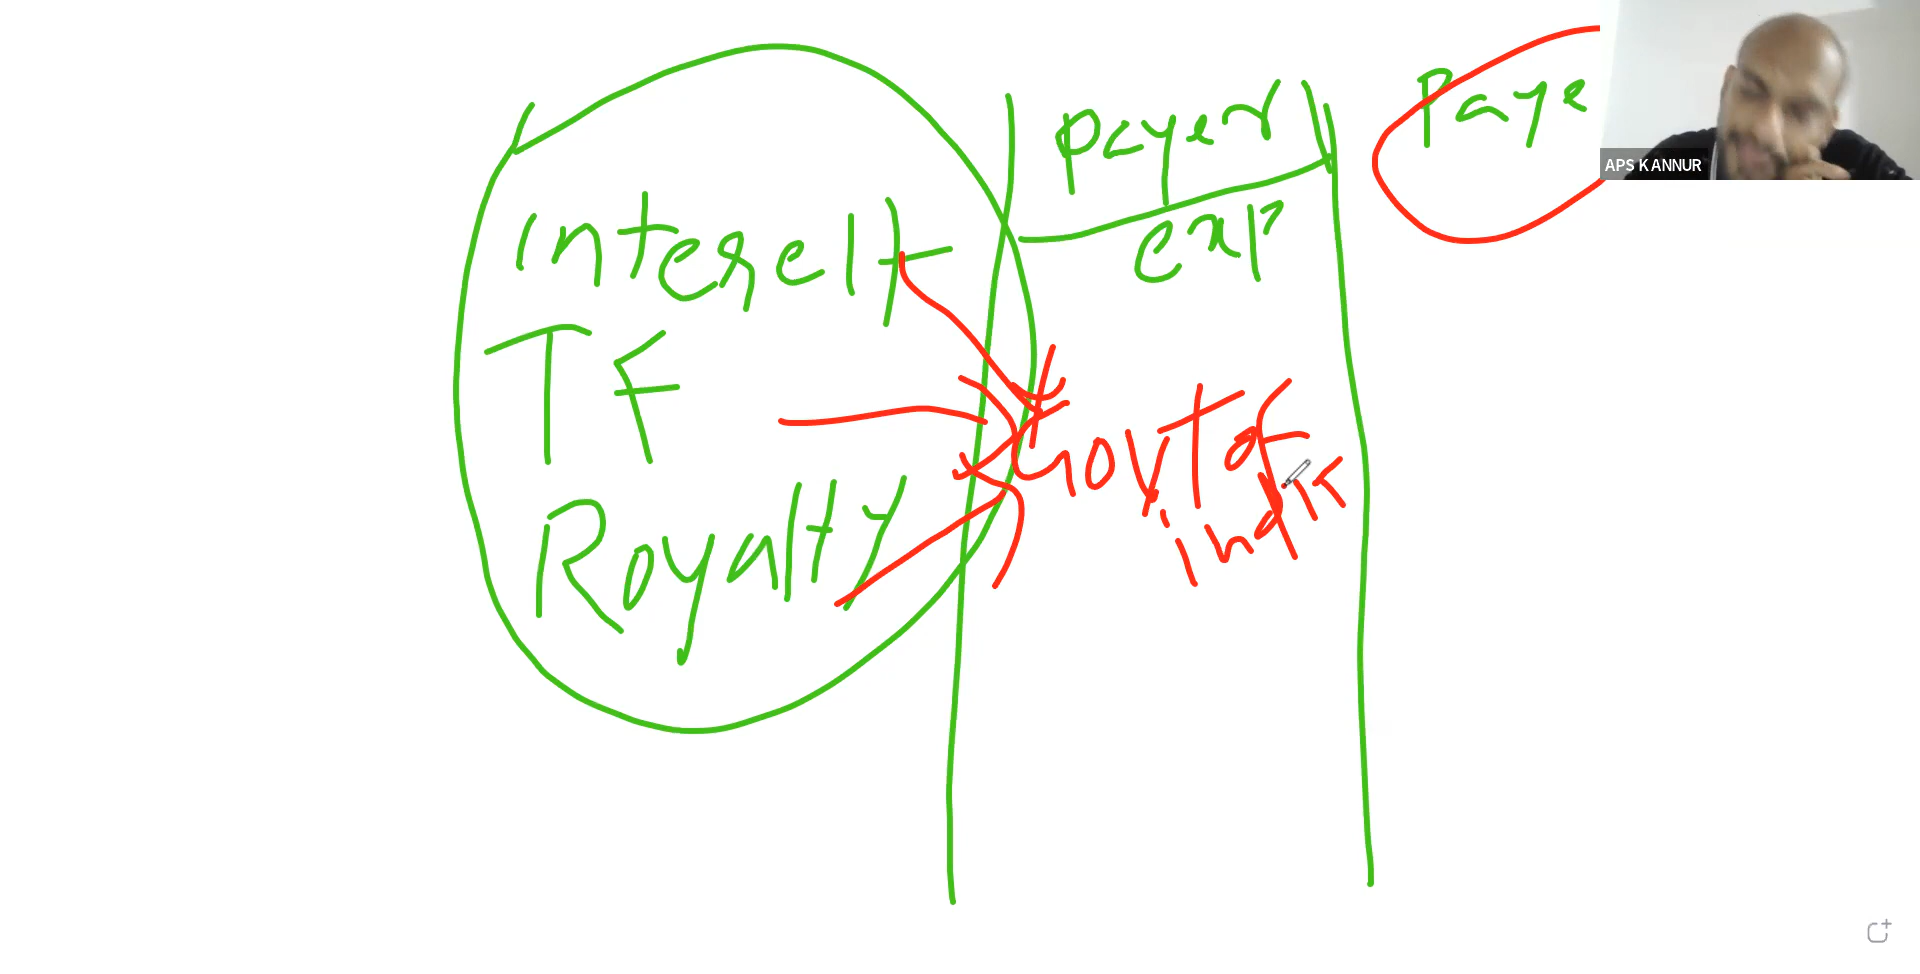 Payer Paye
APS KANNUR
Exp
Interest
TF
Govt of
India
Royalty